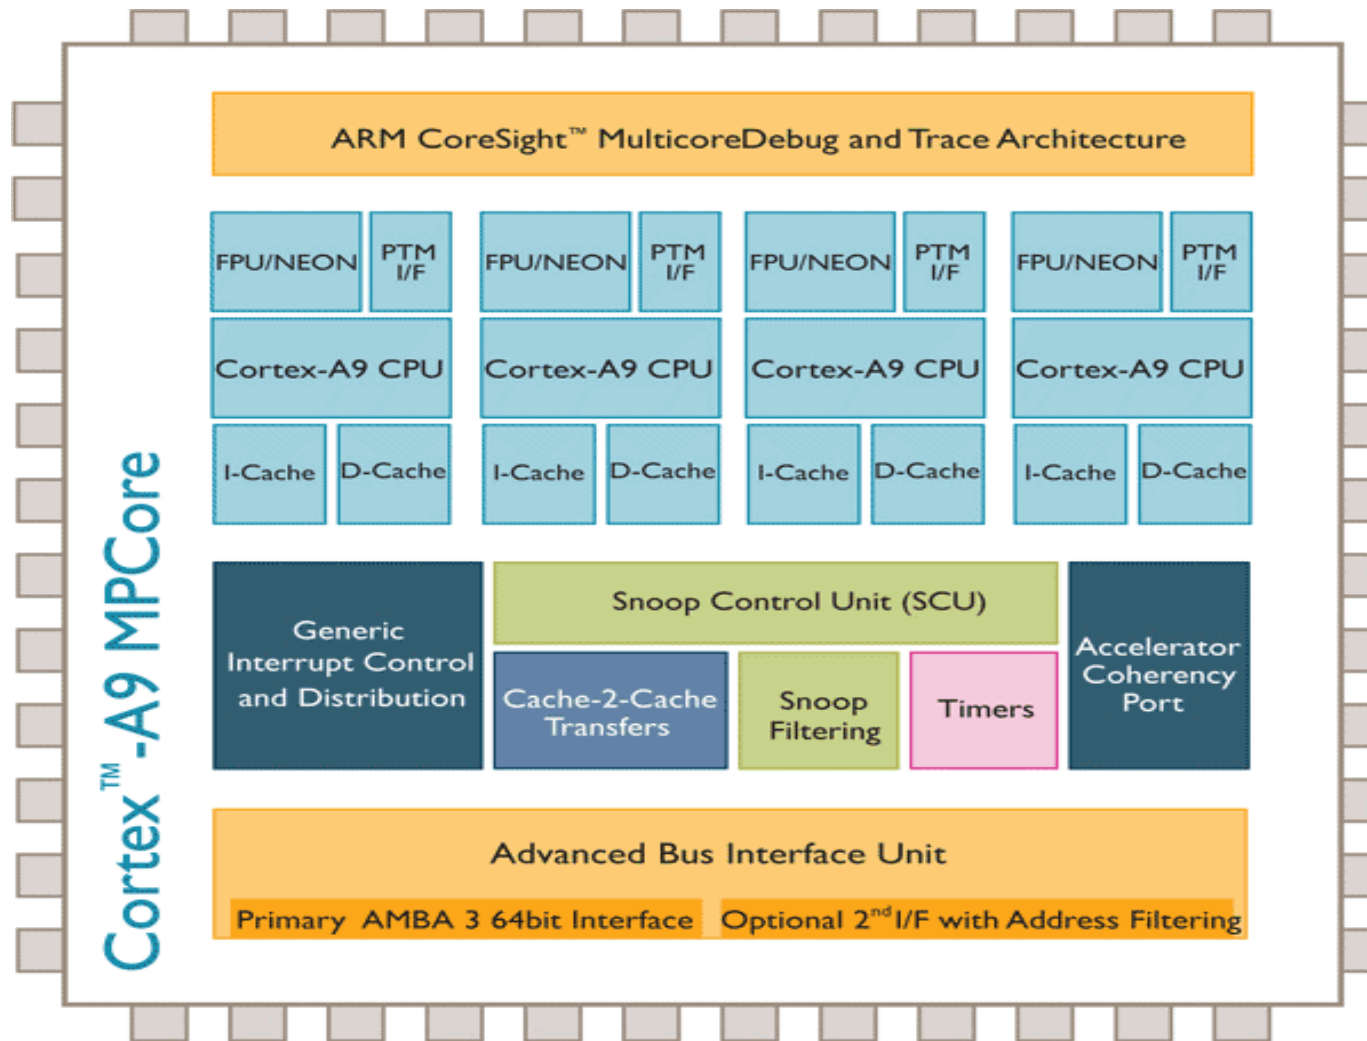 ARM CoreSight™ MulticoreDebug and Trace Architecture
FPU/NEON
PTM
I/F
FPU/NEON
PTM
I/F
FPU/NEON
PTM
I/F
FPU/NEON
PTM
I/F
Cortex-A9 CPU
Cortex-A9 CPU
Cortex-A9 CPU
Cortex-A9 CPU
I-Cache
D-Cache
I-Cache
D-Cache
I-Cache
D-Cache
I-Cache
D-Cache
Cortex™-A9 MPCore
Generic
Interrupt Control
and Distribution
Snoop Control Unit (SCU)
Cache-2-Cache
Transfers
Snoop
Filtering
Timers
Accelerator
Coherency
Port
Advanced Bus Interface Unit
Primary AMBA 3 64bit Interface
Optional 2nd I/F with Address Filtering